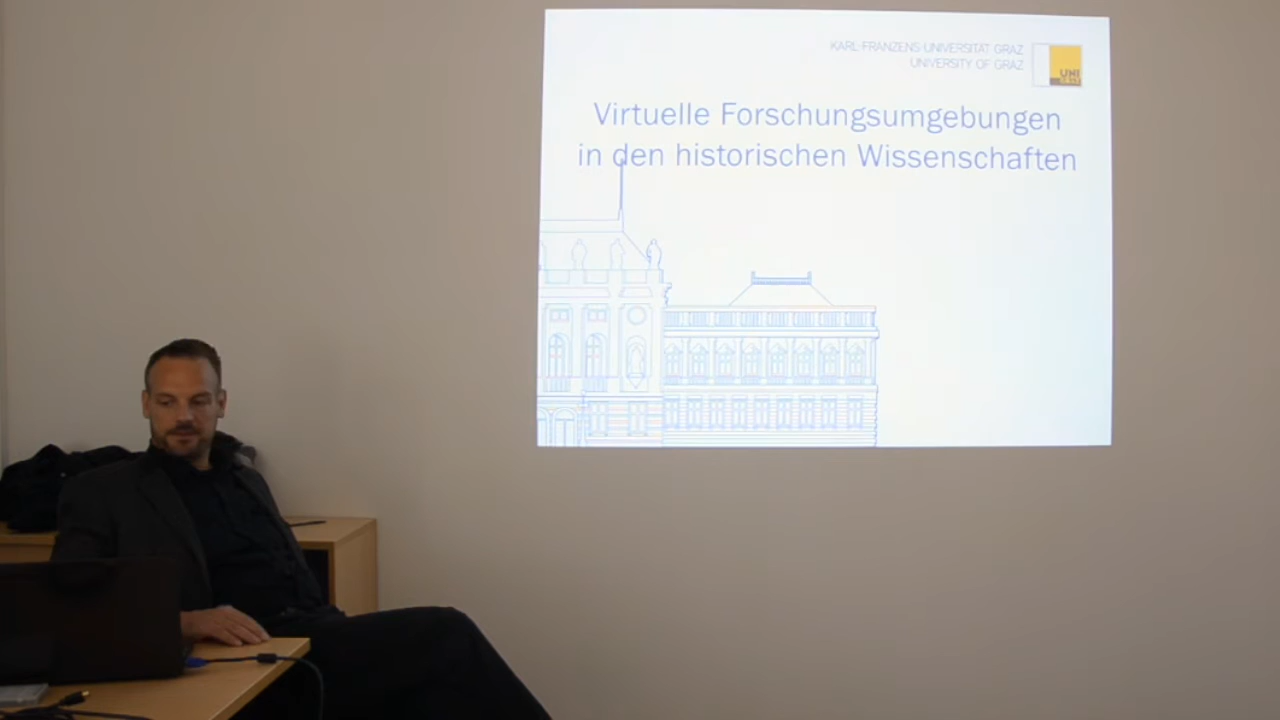 KARL-FRANZENS-UNIVERSITÄT GRAZ
UNIVERSITY OF GRAZ
UNI
Virtuelle Forschungsumgebungen
in den historischen Wissenschaften